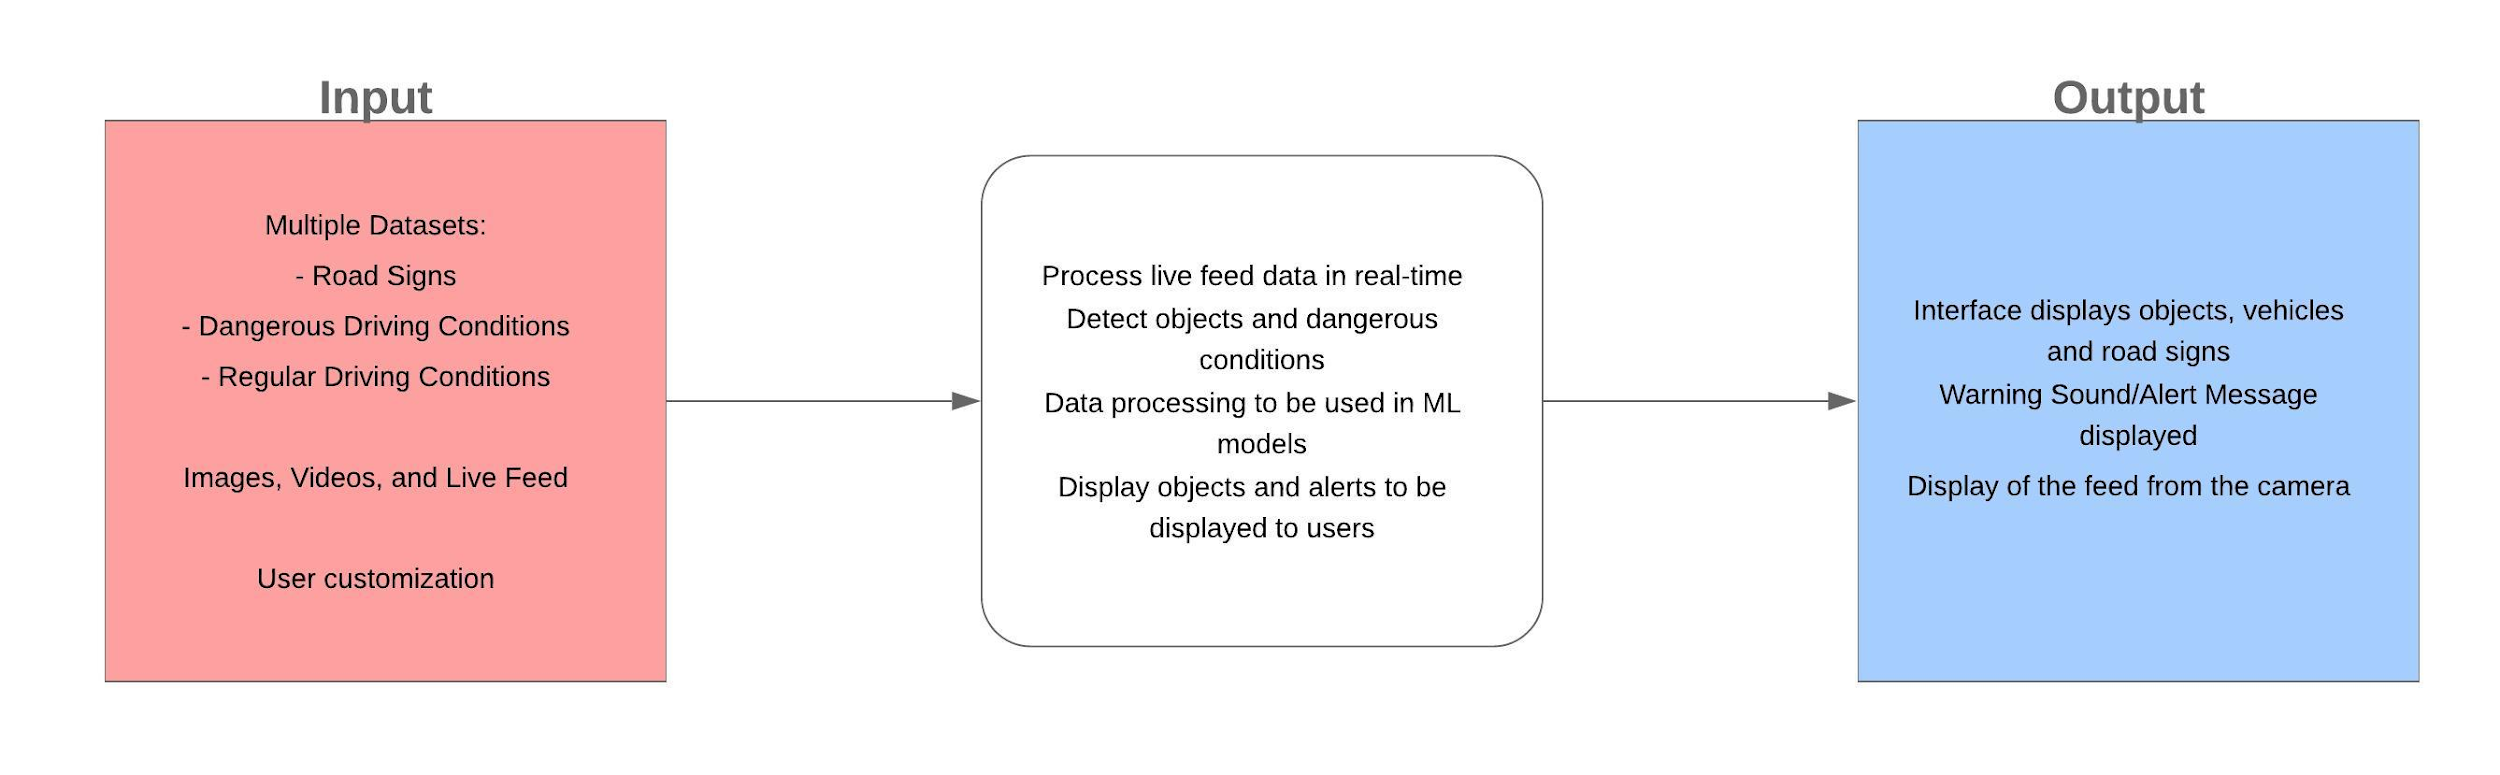 Input
Multiple Datasets:
- Road Signs
- Dangerous Driving Conditions
- Regular Driving Conditions
Images, Videos, and Live Feed
User customization
Process live feed data in real-time
Detect objects and dangerous
conditions
Data processing to be used in ML
models
Display objects and alerts to be
displayed to users
Output
Interface displays objects, vehicles
and road signs
Warning Sound/Alert Message
displayed
Display of the feed from the camera